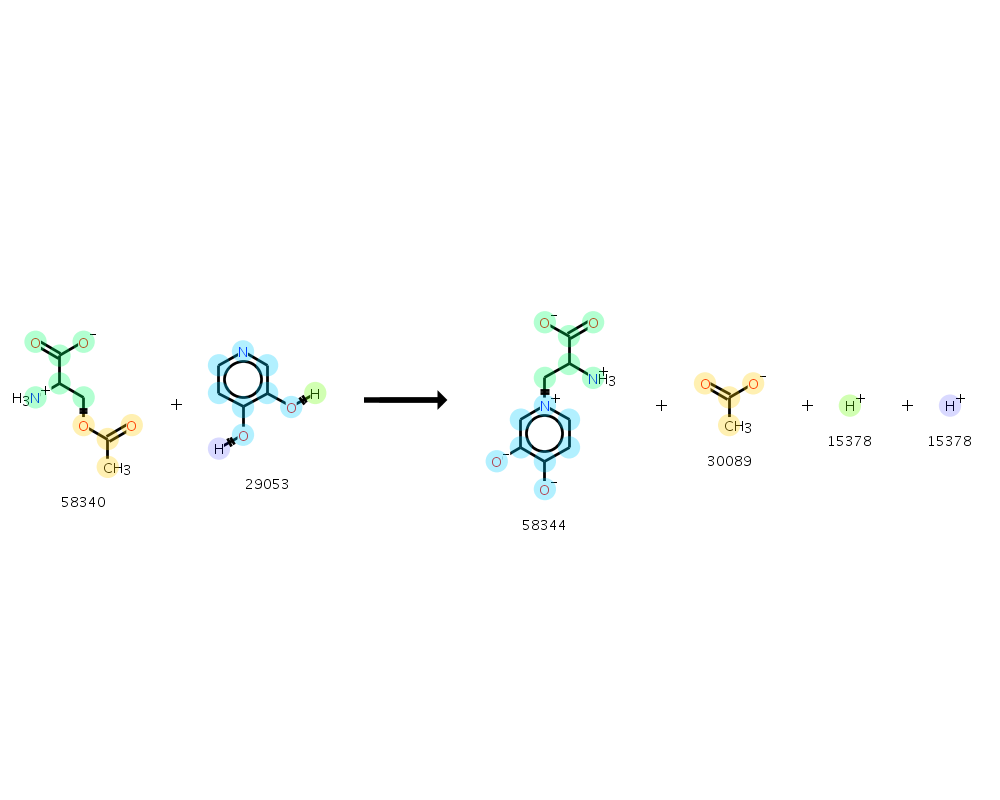 O O⁻
H3N⁺
O O
CH3
58340
+
N
O H
O
H
29053
O⁻ O
NH3⁺
N⁺
O⁻
O⁻
58344
+
O O⁻
CH3
30089
+
H⁺
15378
+
H⁺
15378